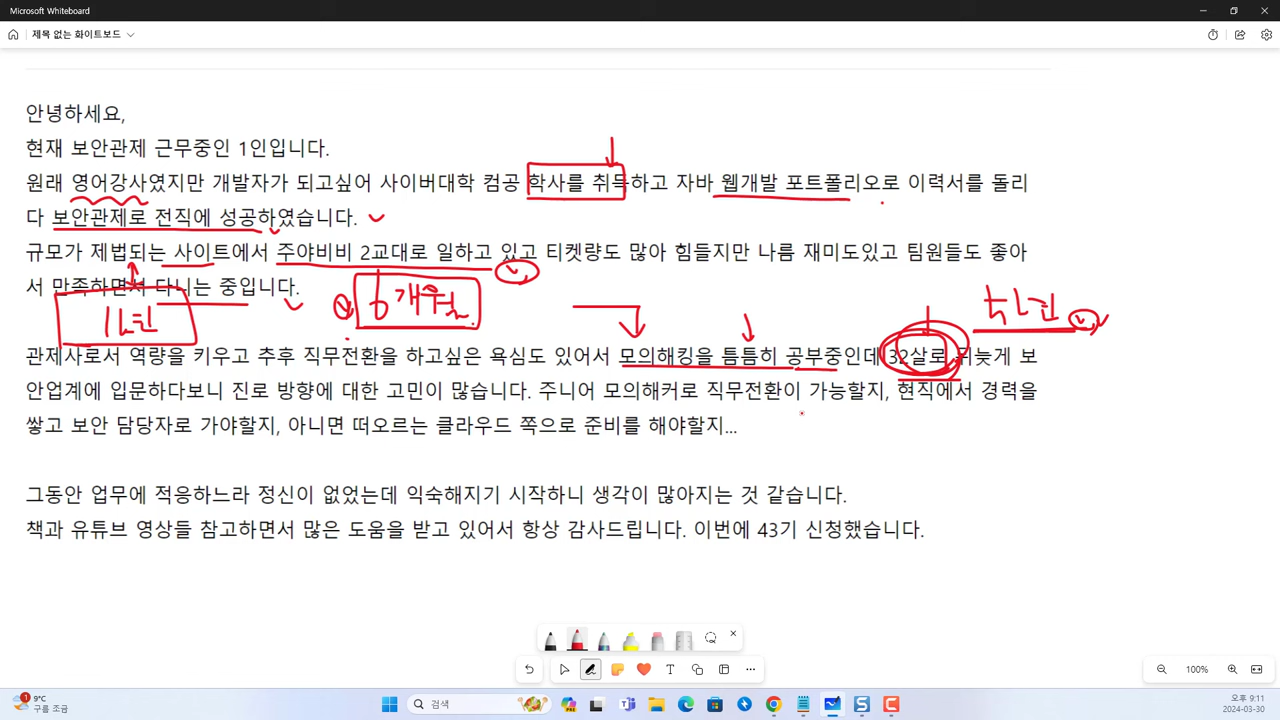 Microsoft Whiteboard
제목 없는 화이트보드
안녕하세요,
현재 보안관제 근무중인 1인입니다.
원래 영어강사였지만 개발자가 되고싶어 사이버대학 컴공 학사를 취득하고 자바 웹개발 포트폴리오로 이력서를 돌리
다 보안관제로 전직에 성공하였습니다.
규모가 제법되는 사이트에서 주야비비 2교대로 일하고 있고 티켓량도 많아 힘들지만 나름 재미도있고 팀원들도 좋아
서 만족하면서 다니는 중입니다.
1년
6개월
5년
관제사로서 역량을 키우고 추후 직무전환을 하고싶은 욕심도 있어서 모의해킹을 틈틈히 공부중인데 32살로 뒤늦게 보
안업계에 입문하다보니 진로 방향에 대한 고민이 많습니다. 주니어 모의해커로 직무전환이 가능할지, 현직에서 경력을
쌓고 보안 담당자로 가야할지, 아니면 떠오르는 클라우드 쪽으로 준비를 해야할지...
그동안 업무에 적응하느라 정신이 없었는데 익숙해지기 시작하니 생각이 많아지는 것 같습니다.
책과 유튜브 영상들 참고하면서 많은 도움을 받고 있어서 항상 감사드립니다. 이번에 43기 신청했습니다.
100%
1
9°C
구름 조금
검색
오후 9:11
2024-03-30